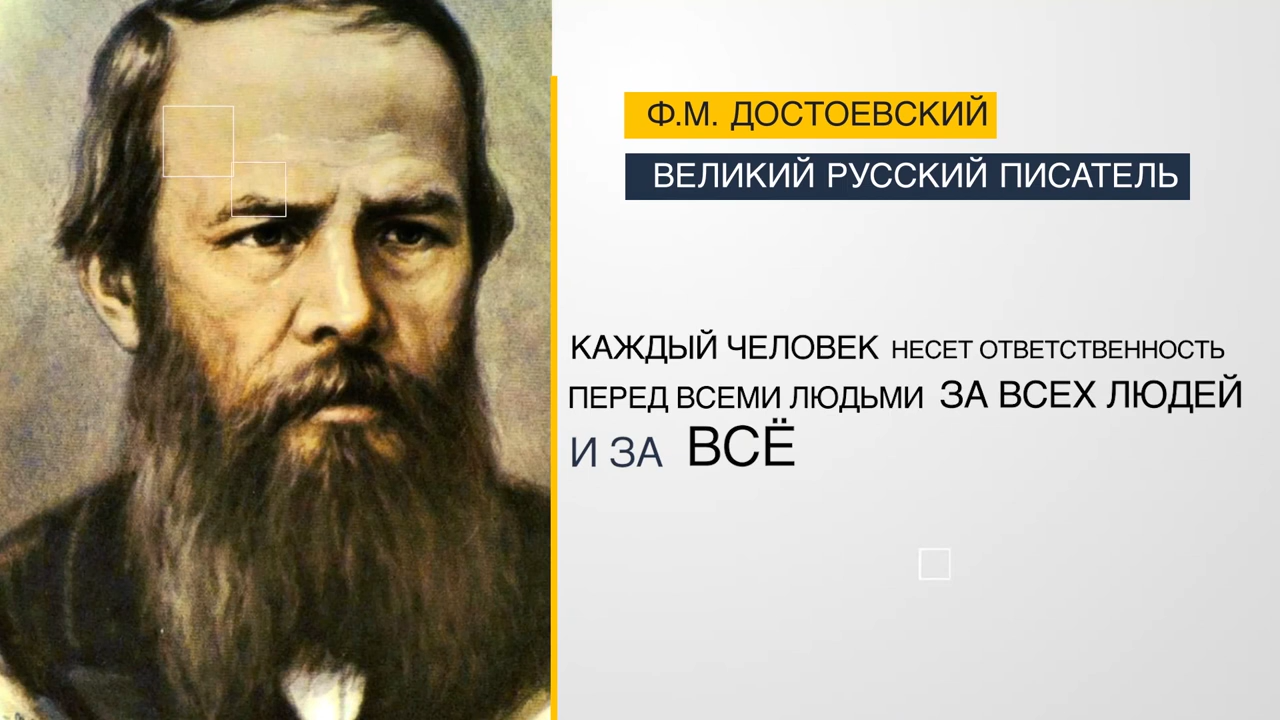 Ф.М. ДОСТОЕВСКИЙ
ВЕЛИКИЙ РУССКИЙ ПИСАТЕЛЬ
КАЖДЫЙ ЧЕЛОВЕК НЕСЕТ ОТВЕТСТВЕННОСТЬ
ПЕРЕД ВСЕМИ ЛЮДЬМИ ЗА ВСЕХ ЛЮДЕЙ
И ЗА ВСЁ